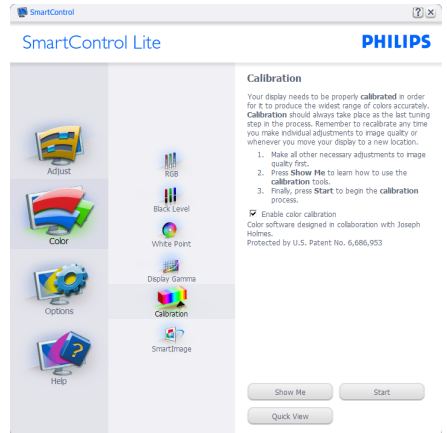 SmartControl
SmartControl Lite
PHILIPS
Adjust
Color
Options
Help
RGB
Black Level
White Point
Display Gamma
Calibration
SmartImage
Calibration
Your display needs to be properly calibrated in order
for it to produce the widest range of colors accurately.
Calibration should always take place as the last tuning
step in the process. Remember to recalibrate any time
you make individual adjustments to image quality or
whenever you move your display to a new location.
1. Make all other necessary adjustments to image
quality first.
2. Press Show Me to learn how to use the
calibration tools.
3. Finally, press Start to begin the calibration
process.
Enable color calibration
Color software designed in collaboration with Joseph
Holmes.
Protected by U.S. Patent No. 6,686,953
Show Me
Start
Quick View